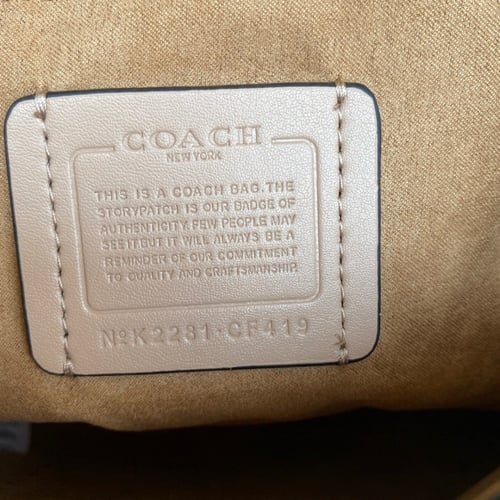 COACH
NEW YORK
THIS IS A COACH BAG. THE
STORYPATCH IS OUR BADGE OF
AUTHENTICITY. FEW PEOPLE MAY
SEE IT BUT IT WILL ALWAYS BE A
REMINDER OF OUR COMMITMENT
TO QUALITY AND CRAFTSMANSHIP.
NoK2231·CF419